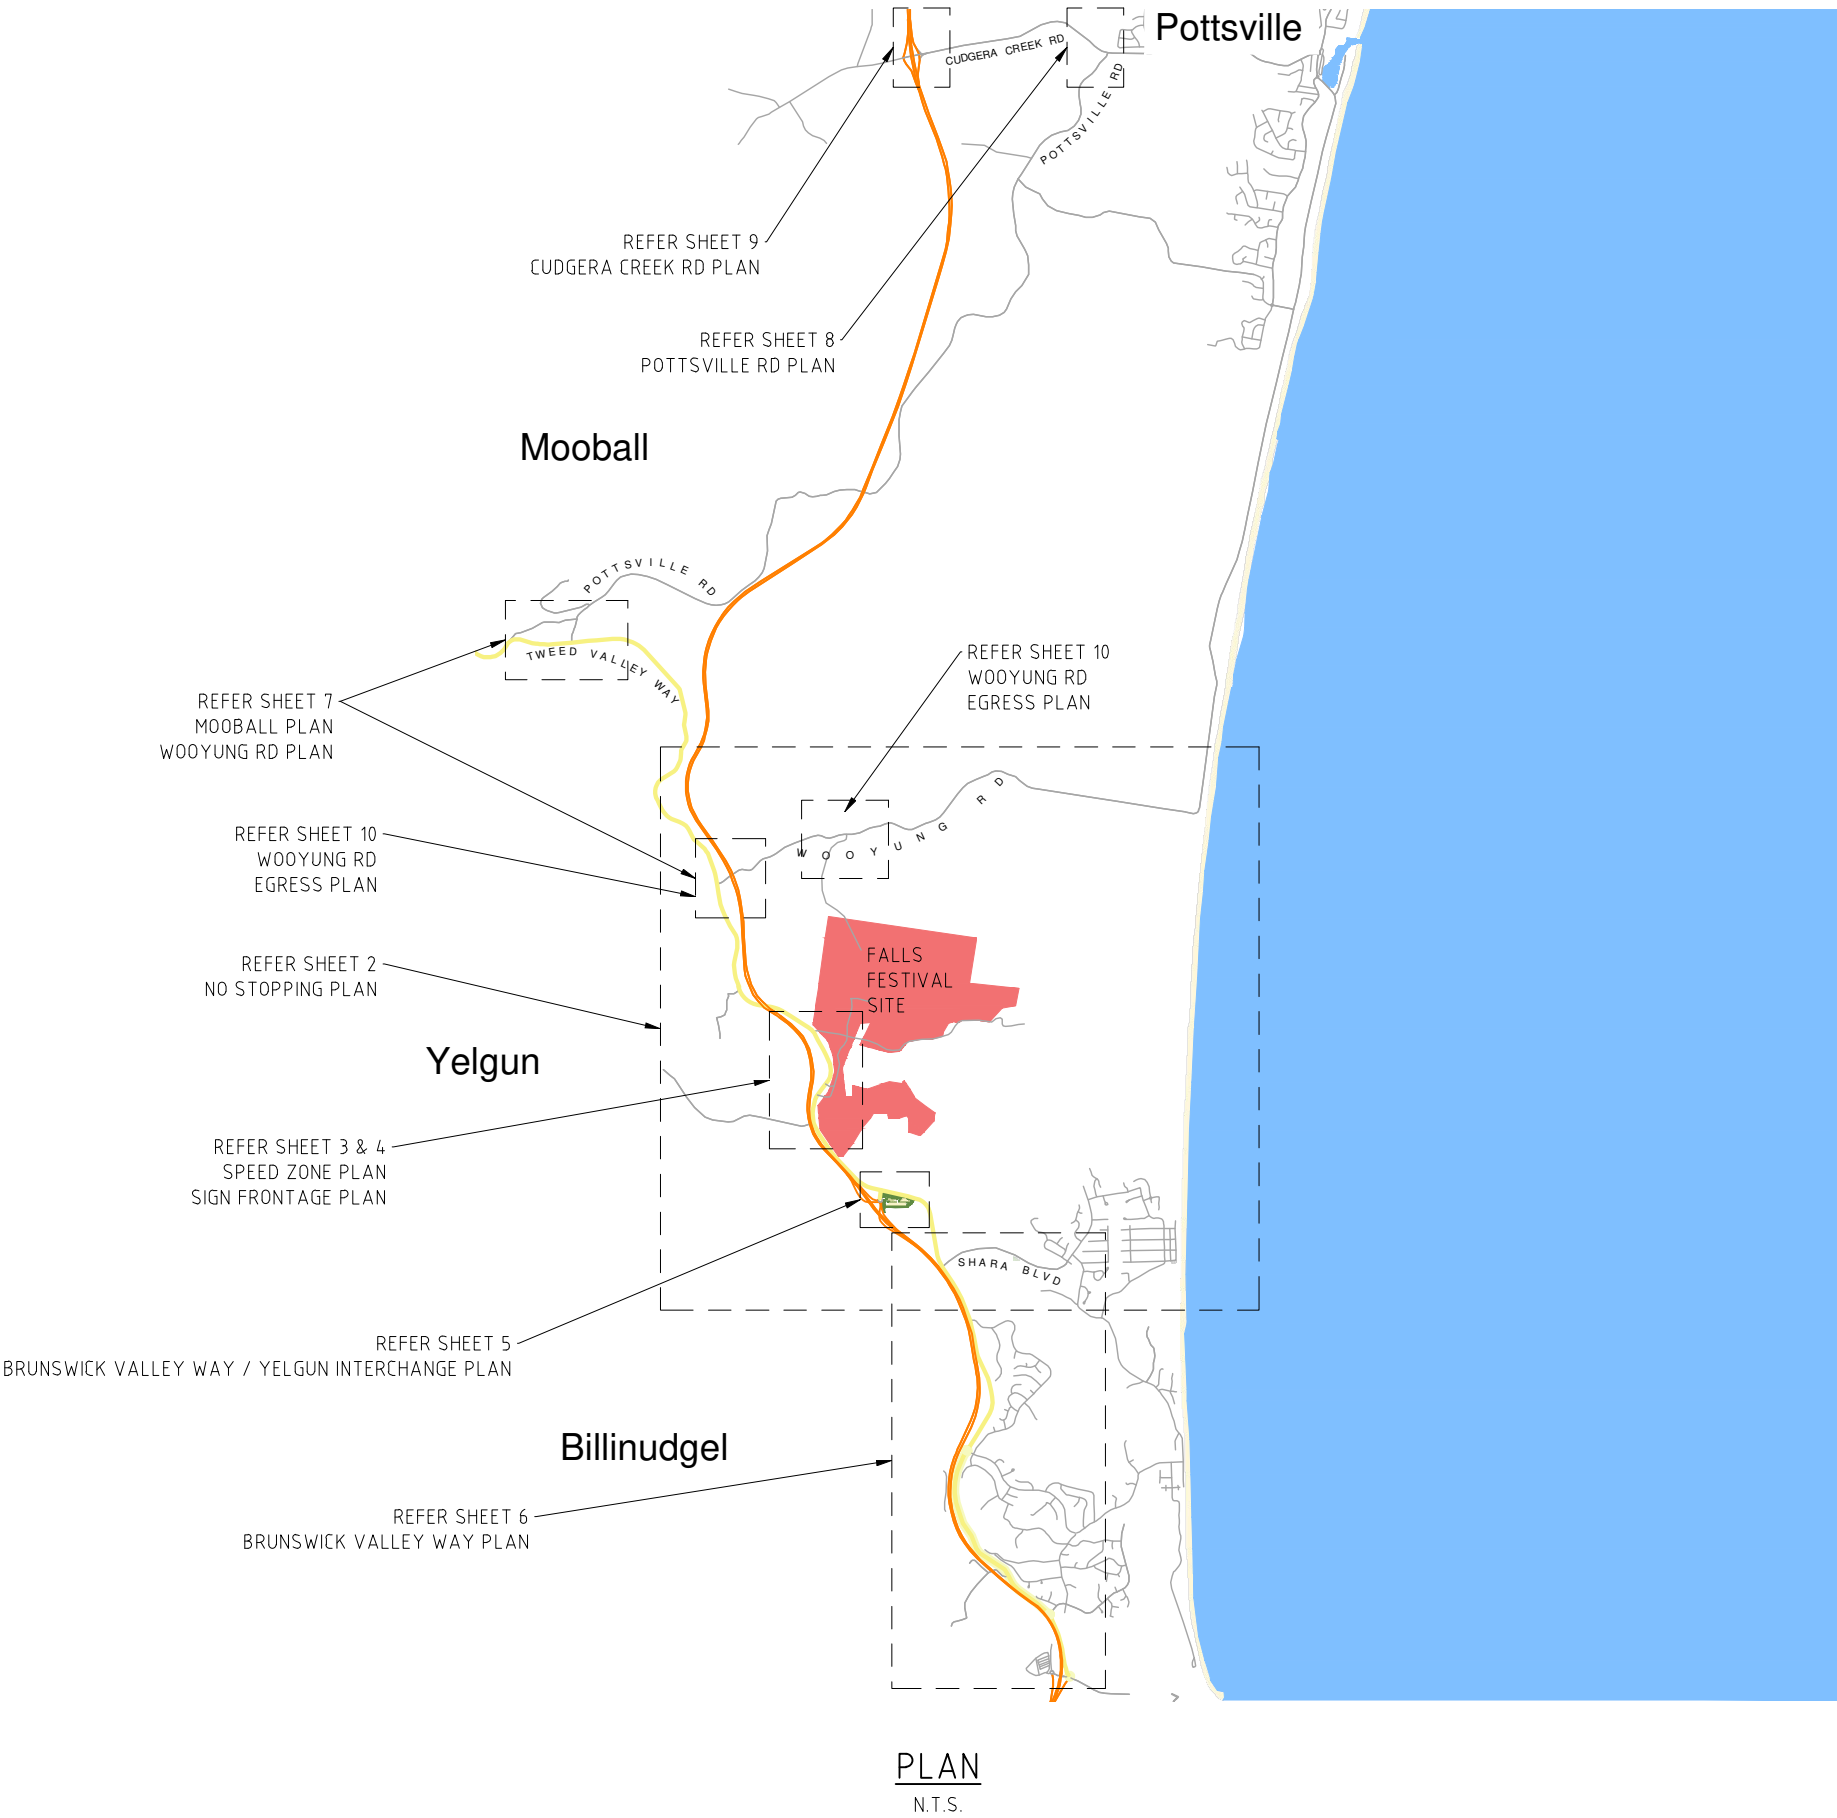 Pottsville
CUDGERA CREEK RD
POTTSVILLE RD
REFER SHEET 9
CUDGERA CREEK RD PLAN
REFER SHEET 8
POTTSVILLE RD PLAN
Mooball
POTTSVILLE RD
TWEED VALLEY WAY
REFER SHEET 10
WOOYUNG RD
EGRESS PLAN
REFER SHEET 7
MOOBALL PLAN
WOOYUNG RD PLAN
WOOYUNG RD
REFER SHEET 10
WOOYUNG RD
EGRESS PLAN
FALLS
FESTIVAL
SITE
REFER SHEET 2
NO STOPPING PLAN
Yelgun
REFER SHEET 3 & 4
SPEED ZONE PLAN
SIGN FRONTAGE PLAN
SHARA BLVD
REFER SHEET 5
BRUNSWICK VALLEY WAY / YELGUN INTERCHANGE PLAN
Billinudgel
REFER SHEET 6
BRUNSWICK VALLEY WAY PLAN
PLAN
N.T.S.